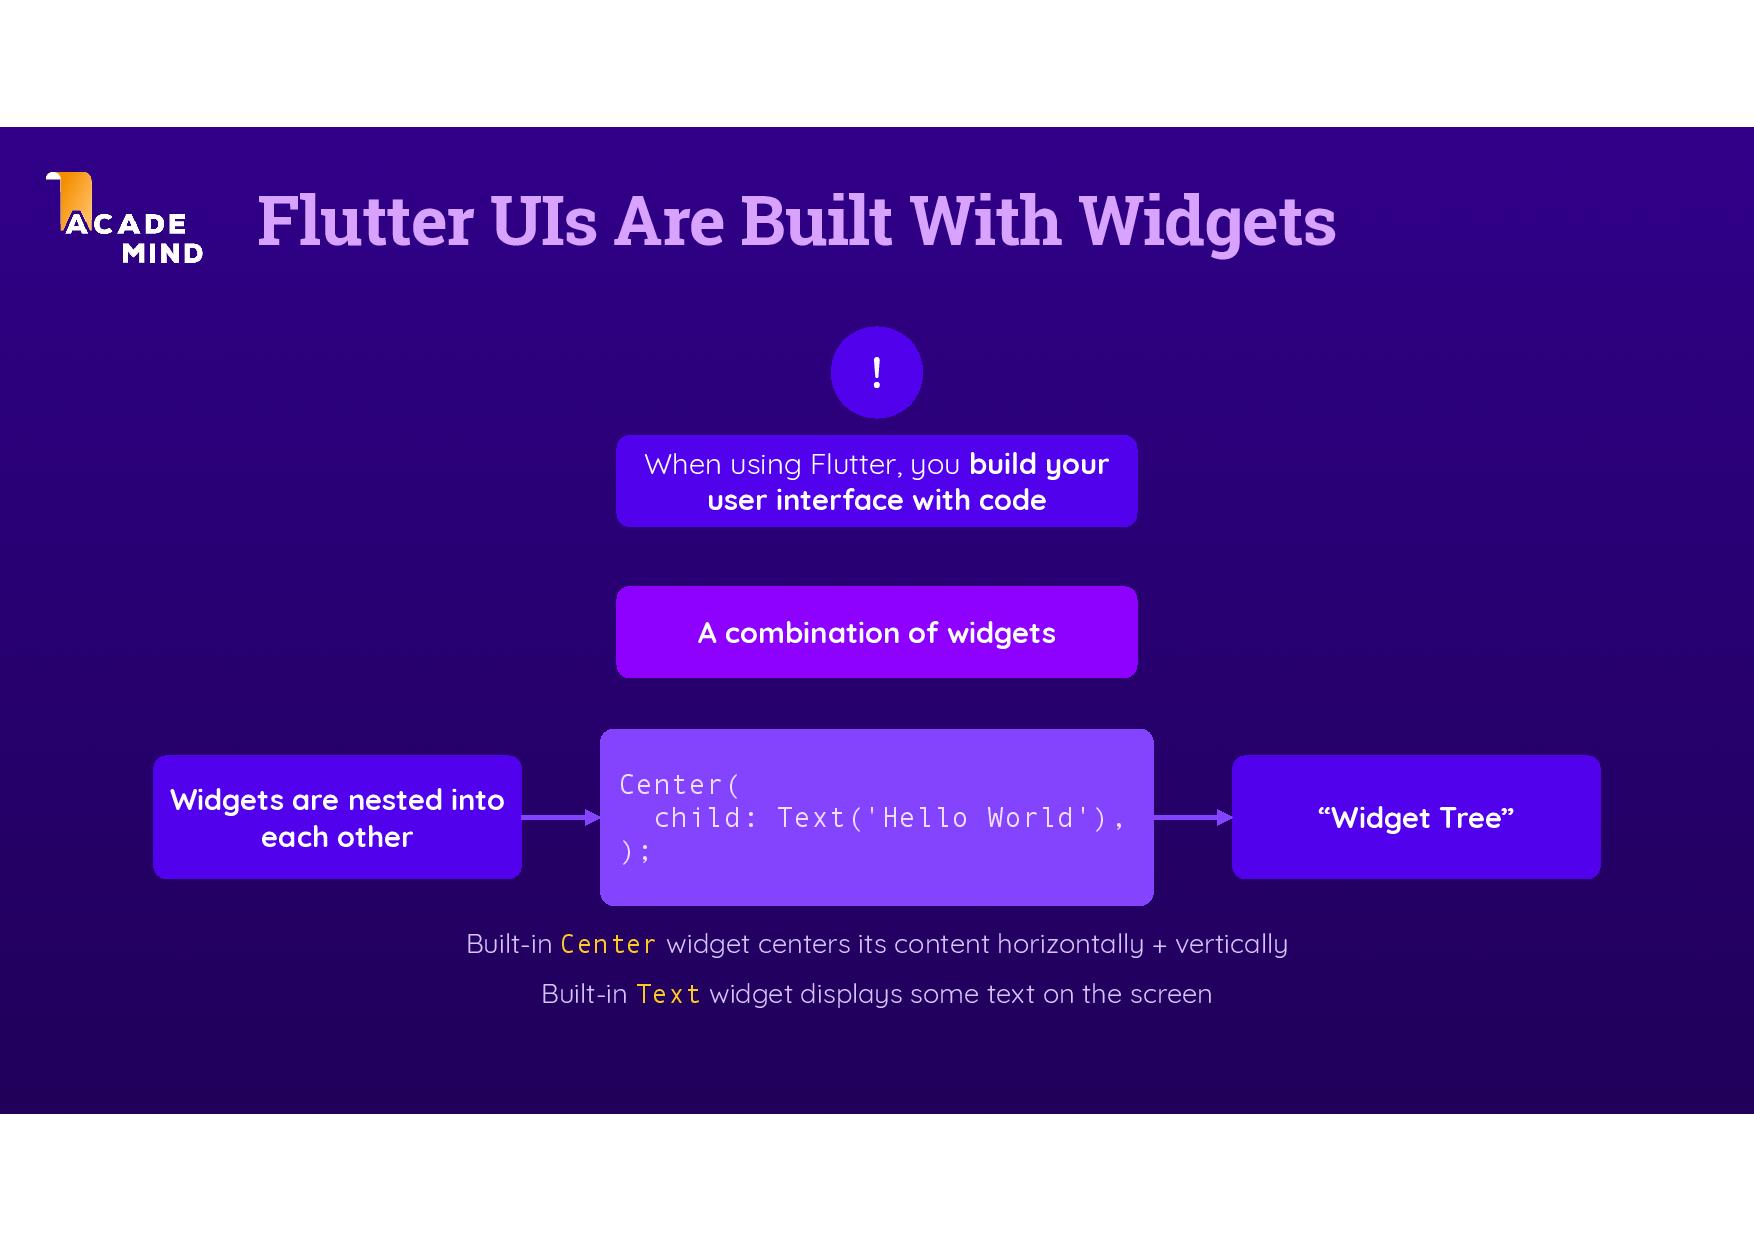 ACADE
MIND
Flutter UIs Are Built With Widgets
!
When using Flutter, you build your
user interface with code
A combination of widgets
Widgets are nested into
each other
Center(
  child: Text('Hello World'),
);
“Widget Tree”
Built-in Center widget centers its content horizontally + vertically
Built-in Text widget displays some text on the screen